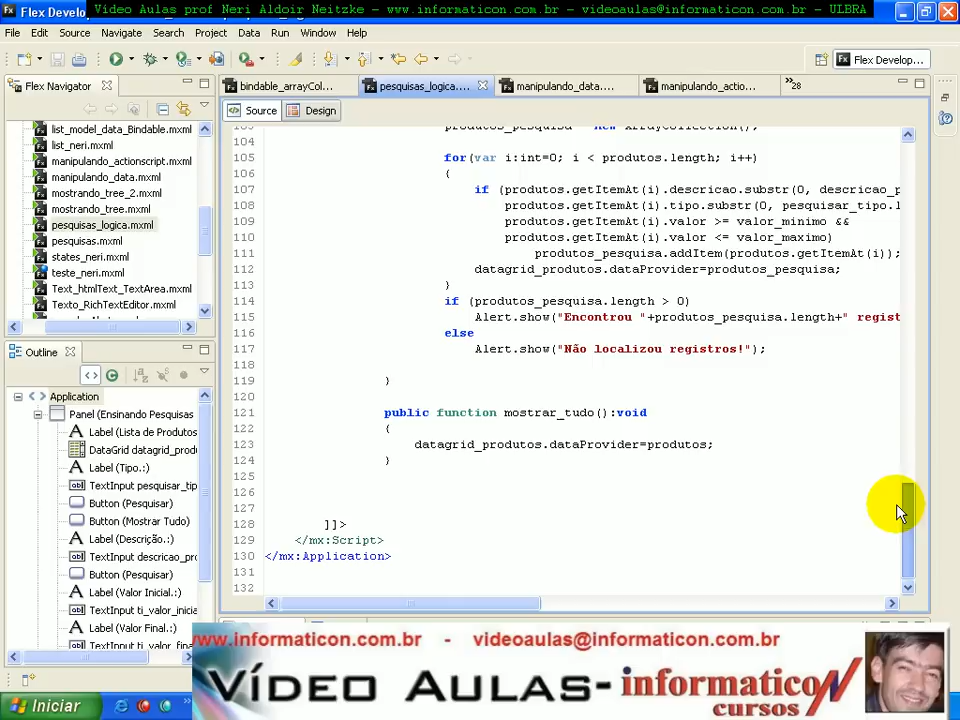 Flex Develo
Vídeo Aulas prof Neri Aldoir Neitzke - www.informaticon.com.br - videoaulas@informaticon.com.br – ULBRA
File Edit Source Navigate Search Project Data Run Window Help
Flex Develop...
Flex Navigator
bindable_arrayCol...
pesquisas_logica....
manipulando_data....
manipulando_actio...
»28
Source Design
list_model_data_Bindable.mxml
list_neri.mxml
manipulando_actionscript.mxml
manipulando_data.mxml
mostrando_tree_2.mxml
mostrando_tree.mxml
pesquisas_logica.mxml
pesquisas.mxml
states_neri.mxml
teste_neri.mxml
Text_htmlText_TextArea.mxml
Texto_RichTextEditor.mxml
Outline
Application
Panel (Ensinando Pesquisas
Label (Lista de Produtos
DataGrid datagrid_prod
Label (Tipo.:)
TextInput pesquisar_tip
Button (Pesquisar)
Button (Mostrar Tudo)
Label (Descrição.:)
TextInput descricao_pro
Button (Pesquisar)
Label (Valor Inicial.:)
TextInput ti_valor_inicia
Label (Valor Final.:)
TextInput ti_valor_fina
104
105 for(var i:int=0; i < produtos.length; i++)
106 {
107 if (produtos.getItemAt(i).descricao.substr(0, descricao_p
108 produtos.getItemAt(i).tipo.substr(0, pesquisar_tipo.l
109 produtos.getItemAt(i).valor >= valor_minimo &&
110 produtos.getItemAt(i).valor <= valor_maximo)
111 produtos_pesquisa.addItem(produtos.getItemAt(i));
112 datagrid_produtos.dataProvider=produtos_pesquisa;
113 }
114 if (produtos_pesquisa.length > 0)
115 Alert.show("Encontrou "+produtos_pesquisa.length+" regist
116 else
117 Alert.show("Não localizou registros!");
118
119 }
120
121 public function mostrar_tudo():void
122 {
123 datagrid_produtos.dataProvider=produtos;
124 }
125
126
127
128 ]]>
129 </mx:Script>
130 </mx:Application>
131
132
www.informaticon.com.br - videoaulas@informaticon.com.br
VÍDEO AULAS- informaticon
cursos
Iniciar